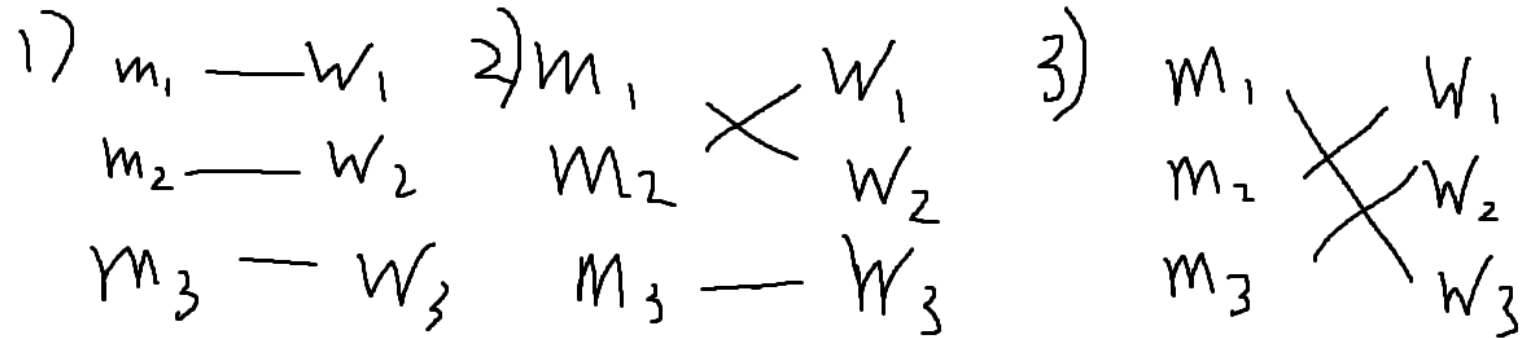 1) m₁ — W₁
m₂ — W₂
m₃ — W₃
2) M₁ W₁
M₂ W₂
M₃ — W₃
3) M₁ W₁
m₂ W₂
m₃ W₃